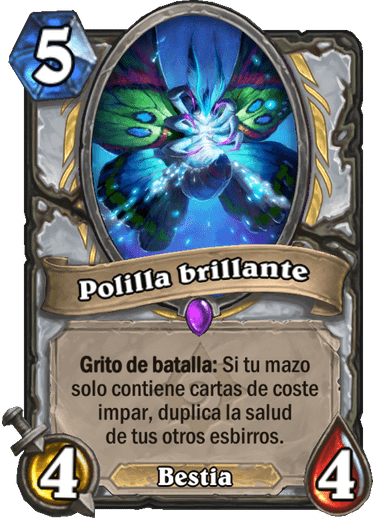 5
Polilla brillante
Grito de batalla: Si tu mazo
solo contiene cartas de coste
impar, duplica la salud
de tus otros esbirros.
4
Bestia
4